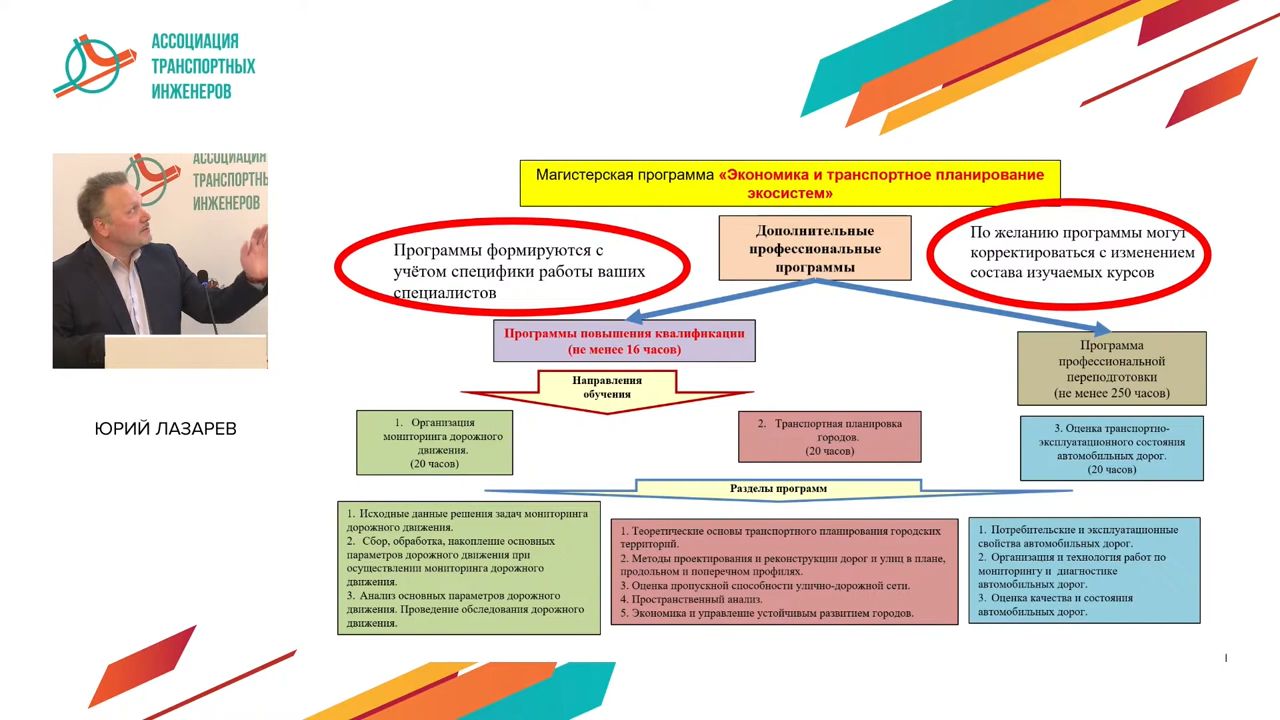 АССОЦИАЦИЯ
ТРАНСПОРТНЫХ
ИНЖЕНЕРОВ
АССОЦИАЦИЯ
ТРАНСПОРТНЫХ
ИНЖЕНЕРОВ
ЮРИЙ ЛАЗАРЕВ
Магистерская программа «Экономика и транспортное планирование
экосистем»
Программы формируются с
учётом специфики работы ваших
специалистов
Дополнительные
профессиональные
программы
По желанию программы могут
корректироваться с изменением
состава изучаемых курсов
Программы повышения квалификации
(не менее 16 часов)
Программа
профессиональной
переподготовки
(не менее 250 часов)
Направления
обучения
1. Организация
мониторинга дорожного
движения.
(20 часов)
2. Транспортная планировка
городов.
(20 часов)
3. Оценка транспортно-
эксплуатационного состояния
автомобильных дорог.
(20 часов)
Разделы программ
1. Исходные данные решения задач мониторинга
дорожного движения.
2. Сбор, обработка, накопление основных
параметров дорожного движения при
осуществлении мониторинга дорожного
движения.
3. Анализ основных параметров дорожного
движения. Проведение обследования дорожного
движения.
1. Теоретические основы транспортного планирования городских
территорий.
2. Методы проектирования и реконструкции дорог и улиц в плане,
продольном и поперечном профилях.
3. Оценка пропускной способности улично-дорожной сети.
4. Пространственный анализ.
5. Экономика и управление устойчивым развитием городов.
1. Потребительские и эксплуатационные
свойства автомобильных дорог.
2. Организация и технология работ по
мониторингу и диагностике
автомобильных дорог.
3. Оценка качества и состояния
автомобильных дорог.